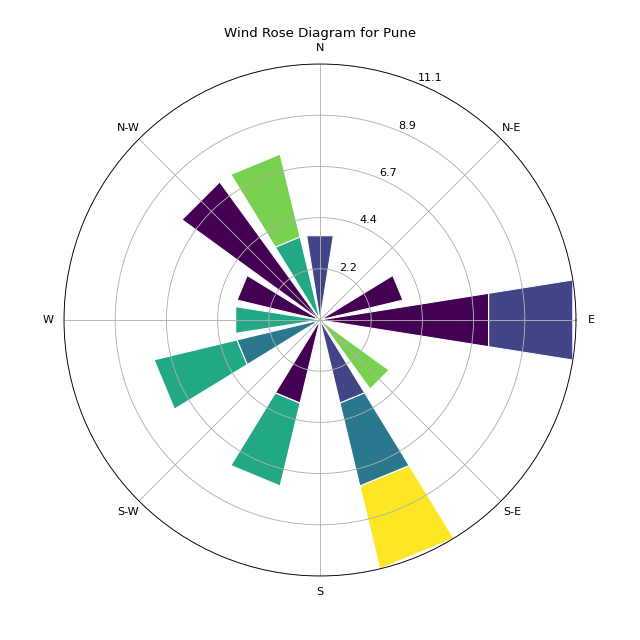 Wind Rose Diagram for Pune
N
11.1
N-W
8.9
N-E
6.7
4.4
2.2
W
E
S-W
S-E
S